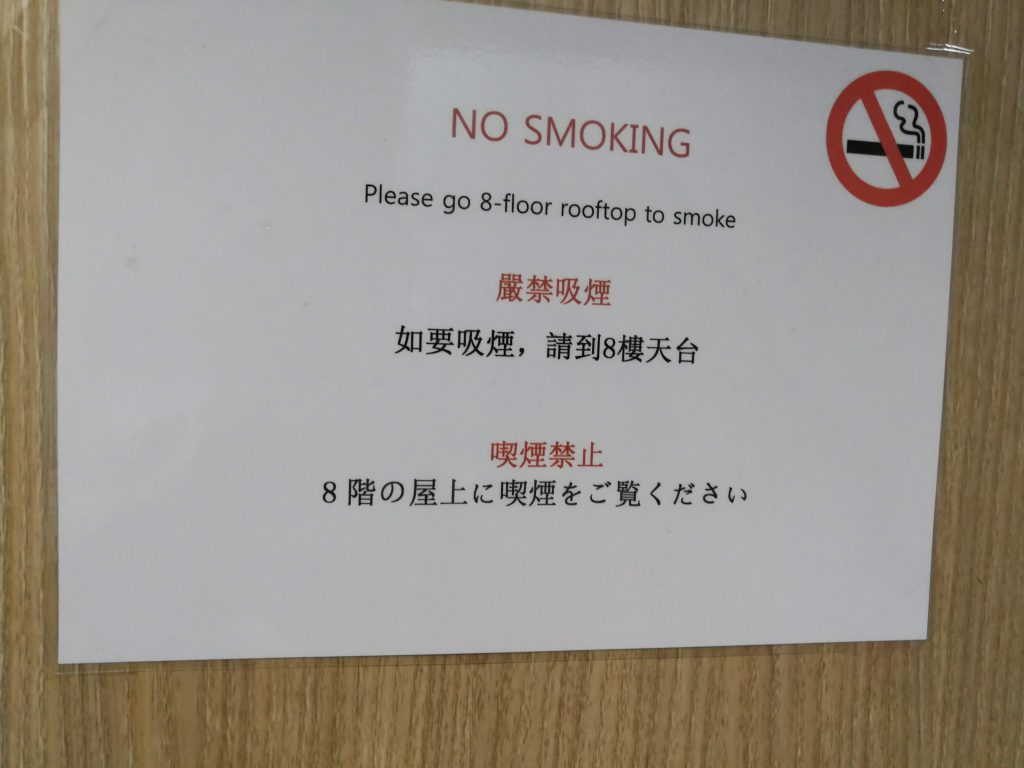 NO SMOKING
Please go 8-floor rooftop to smoke
嚴禁吸煙
如要吸煙，請到8樓天台
喫煙禁止
８階の屋上に喫煙をご覧ください